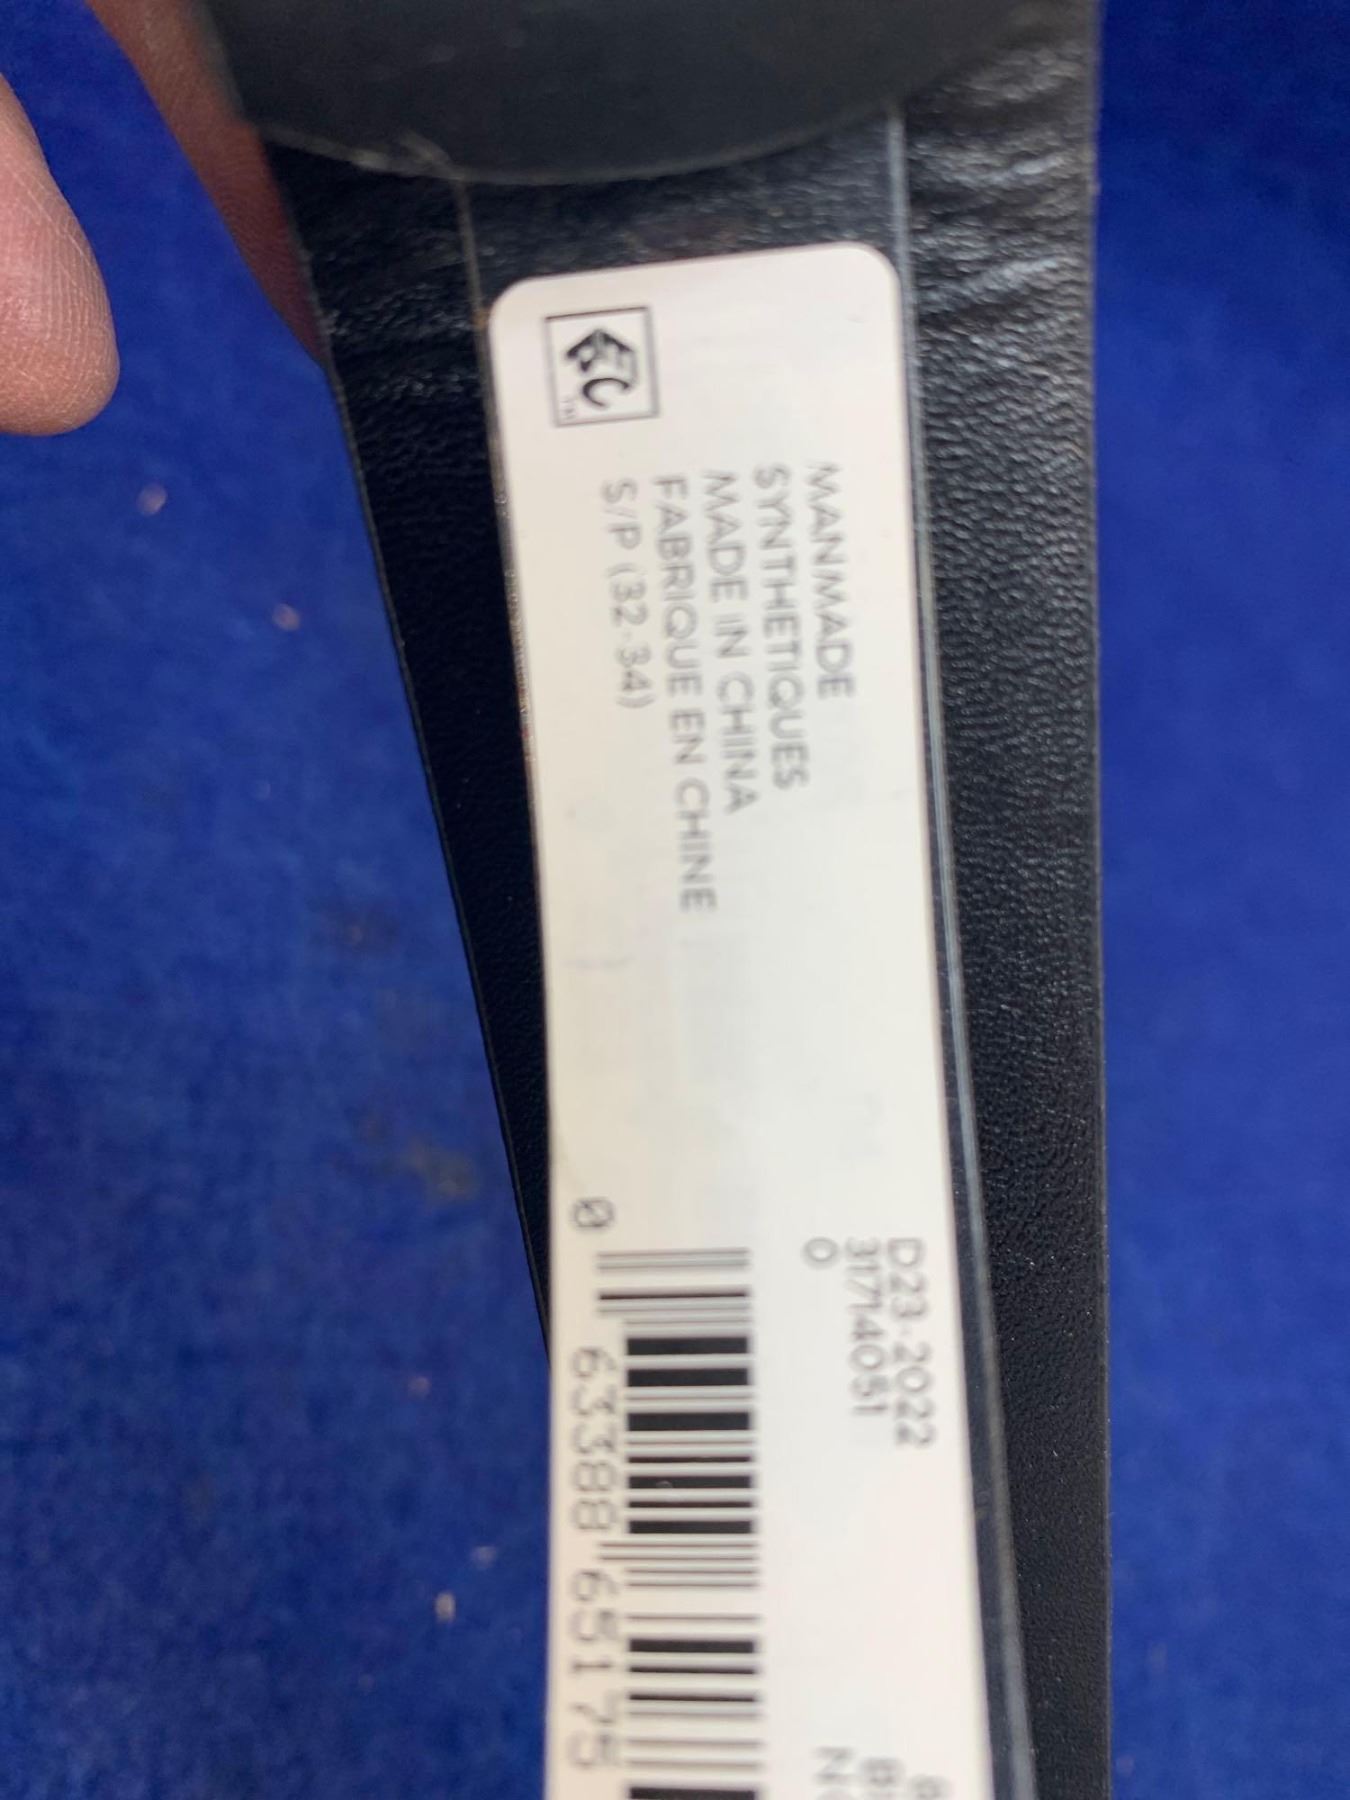 MANMADE
SYNTHETIQUES
MADE IN CHINA
FABRIQUE EN CHINE
S/P (32-34)
D23-2022
31714051
0
0 63388 65175